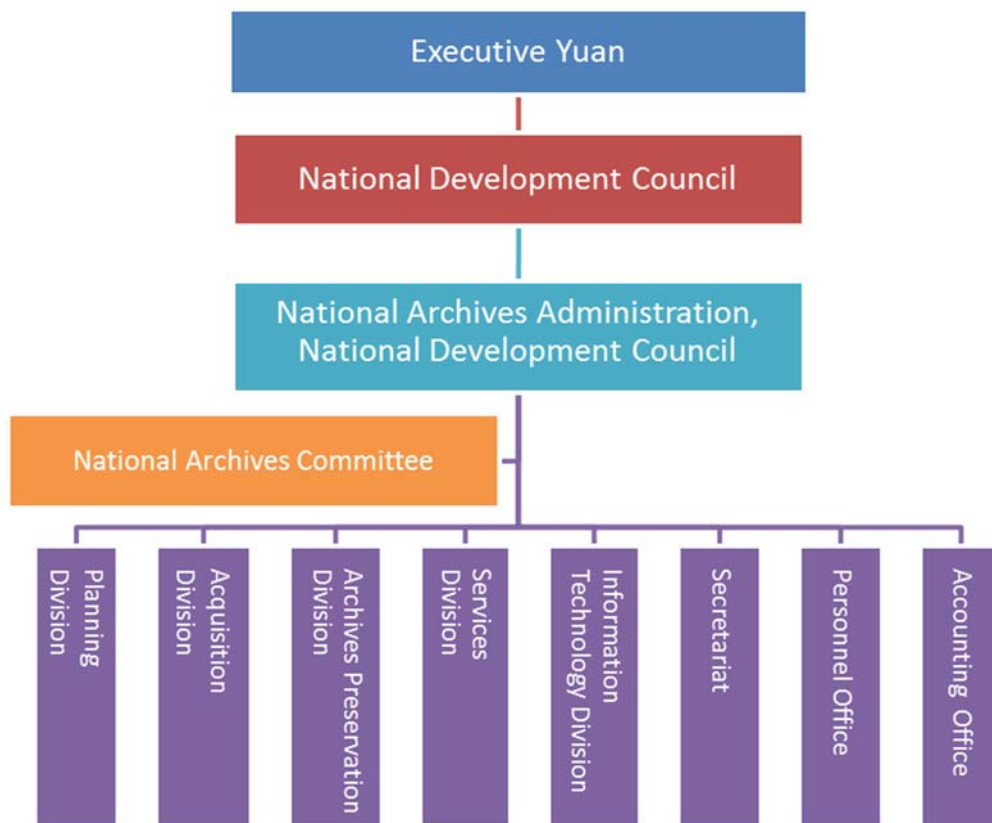 Executive Yuan
National Development Council
National Archives Administration,
National Development Council
National Archives Committee
Planning
Division
Acquisition
Division
Archives Preservation
Division
Services
Division
Information
Technology Division
Secretariat
Personnel Office
Accounting Office